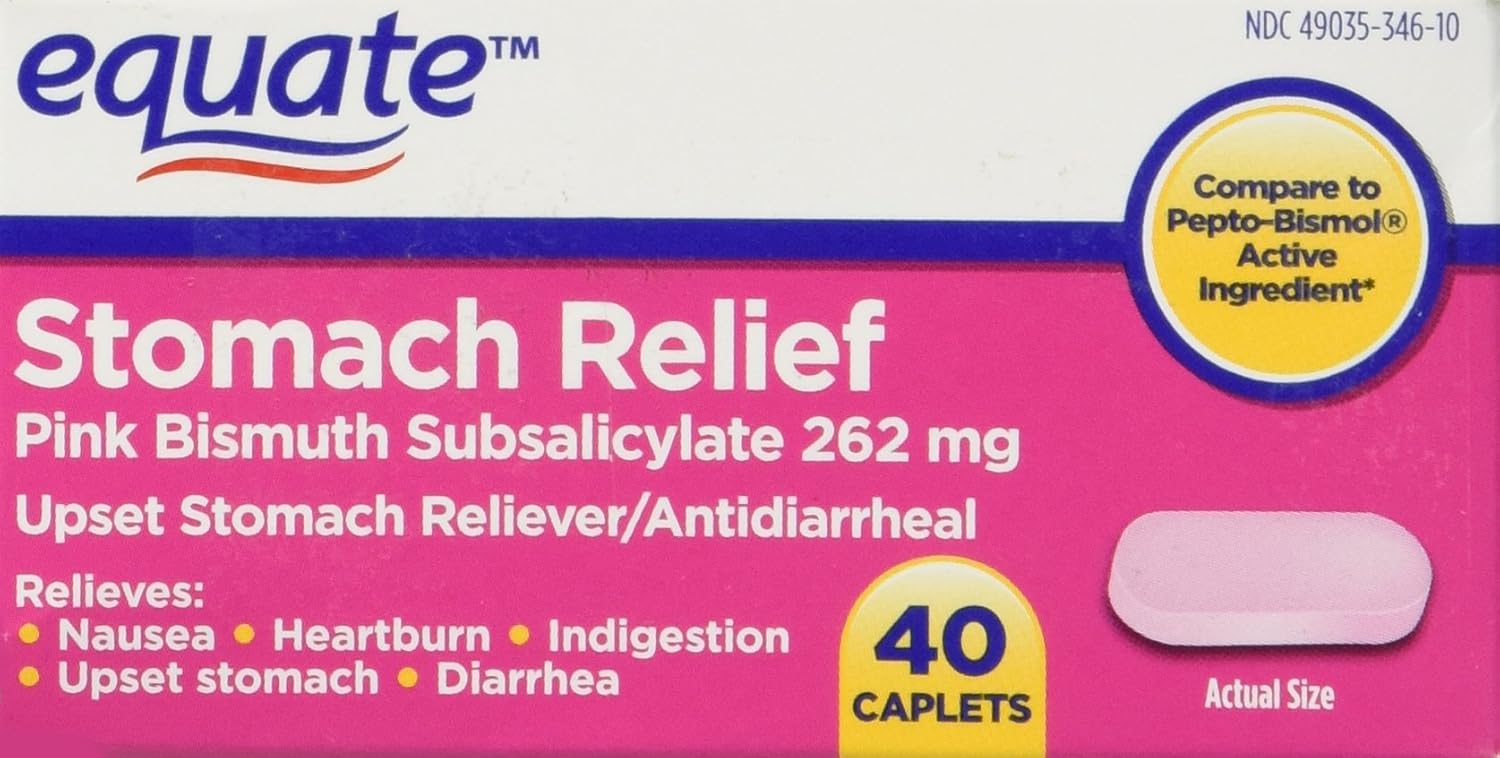 equate™
NDC 49035-346-10
Compare to
Pepto-Bismol®
Active
Ingredient*
Stomach Relief
Pink Bismuth Subsalicylate 262 mg
Upset Stomach Reliever/Antidiarrheal
Relieves:
• Nausea • Heartburn • Indigestion
• Upset stomach • Diarrhea
40
CAPLETS
Actual Size